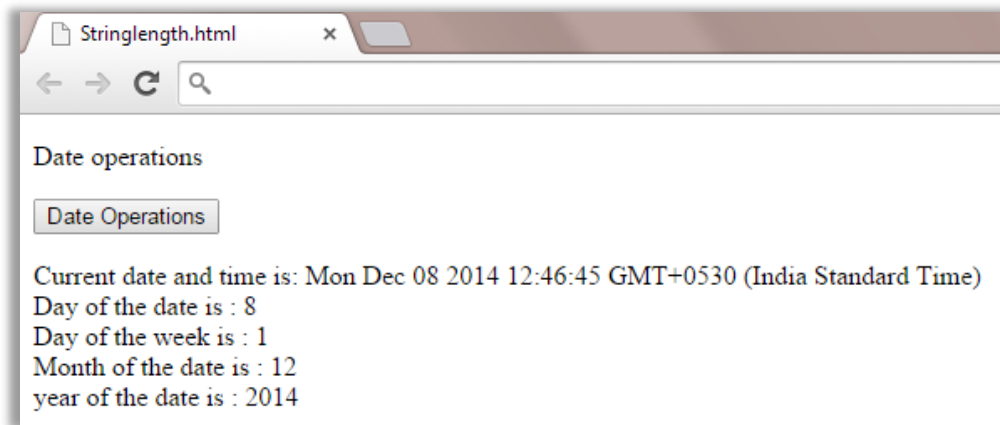 Stringlength.html
Date operations
Date Operations
Current date and time is: Mon Dec 08 2014 12:46:45 GMT+0530 (India Standard Time)
Day of the date is : 8
Day of the week is : 1
Month of the date is : 12
year of the date is : 2014